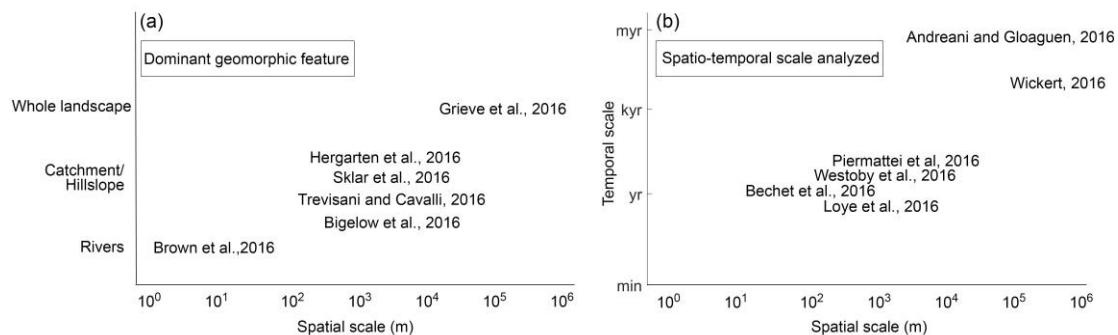 (a)
Dominant geomorphic feature
Whole landscape
Grieve et al., 2016
Hergarten et al., 2016
Catchment/
Hillslope
Sklar et al., 2016
Trevisani and Cavalli, 2016
Bigelow et al., 2016
Rivers
Brown et al.,2016
10^0 10^1 10^2 10^3 10^4 10^5 10^6
Spatial scale (m)
(b)
myr
Andreani and Gloaguen, 2016
Spatio-temporal scale analyzed
Wickert, 2016
kyr
Temporal scale
Piermattei et al, 2016
Westoby et al., 2016
yr
Bechet et al., 2016
Loye et al., 2016
min
10^0 10^1 10^2 10^3 10^4 10^5 10^6
Spatial scale (m)